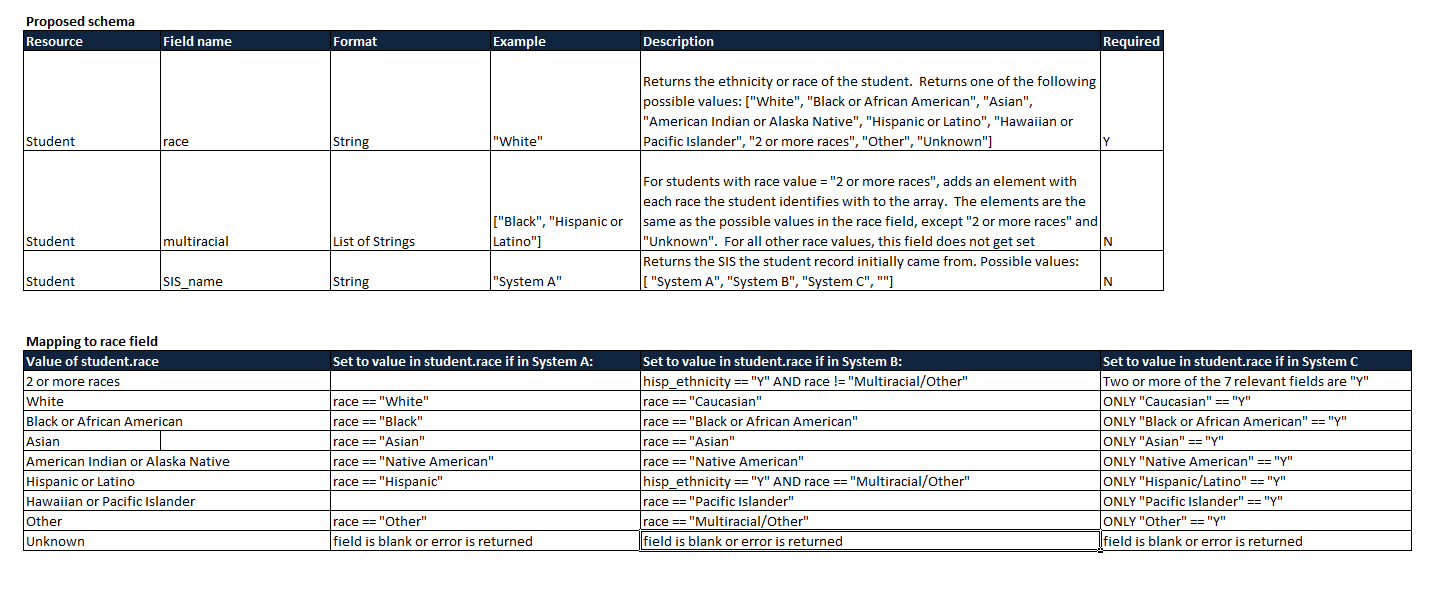 Proposed schema
Resource Field name Format Example Description Required
Returns the ethnicity or race of the student.  Returns one of the following
possible values: ["White", "Black or African American", "Asian",
"American Indian or Alaska Native", "Hispanic or Latino", "Hawaiian or
Student race String "White" Pacific Islander", "2 or more races", "Other", "Unknown"] Y
For students with race value = "2 or more races", adds an element with
each race the student identifies with to the array.  The elements are the
["Black", "Hispanic or same as the possible values in the race field, except "2 or more races" and
Student multiracial List of Strings Latino"] "Unknown".  For all other race values, this field does not get set N
Returns the SIS the student record initially came from. Possible values:
Student SIS_name String "System A" [ "System A", "System B", "System C", ""] N
Mapping to race field
Value of student.race Set to value in student.race if in System A: Set to value in student.race if in System B: Set to value in student.race if in System C
2 or more races hisp_ethnicity == "Y" AND race != "Multiracial/Other" Two or more of the 7 relevant fields are "Y"
White race == "White" race == "Caucasian" ONLY "Caucasian" == "Y"
Black or African American race == "Black" race == "Black or African American" ONLY "Black or African American" == "Y"
Asian race == "Asian" race == "Asian" ONLY "Asian" == "Y"
American Indian or Alaska Native race == "Native American" race == "Native American" ONLY "Native American" == "Y"
Hispanic or Latino race == "Hispanic" hisp_ethnicity == "Y" AND race == "Multiracial/Other" ONLY "Hispanic/Latino" == "Y"
Hawaiian or Pacific Islander race == "Pacific Islander" ONLY "Pacific Islander" == "Y"
Other race == "Other" race == "Multiracial/Other" ONLY "Other" == "Y"
Unknown field is blank or error is returned field is blank or error is returned field is blank or error is returned